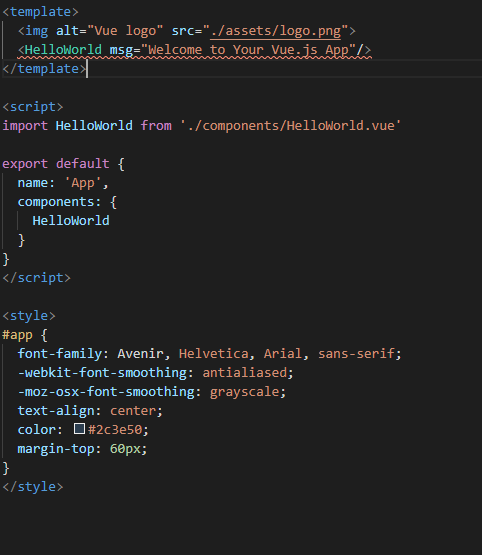 <template>
  <img alt="Vue logo" src="./assets/logo.png">
  <HelloWorld msg="Welcome to Your Vue.js App"/>
</template>

<script>
import HelloWorld from './components/HelloWorld.vue'

export default {
  name: 'App',
  components: {
    HelloWorld
  }
}
</script>

<style>
#app {
  font-family: Avenir, Helvetica, Arial, sans-serif;
  -webkit-font-smoothing: antialiased;
  -moz-osx-font-smoothing: grayscale;
  text-align: center;
  color: #2c3e50;
  margin-top: 60px;
}
</style>